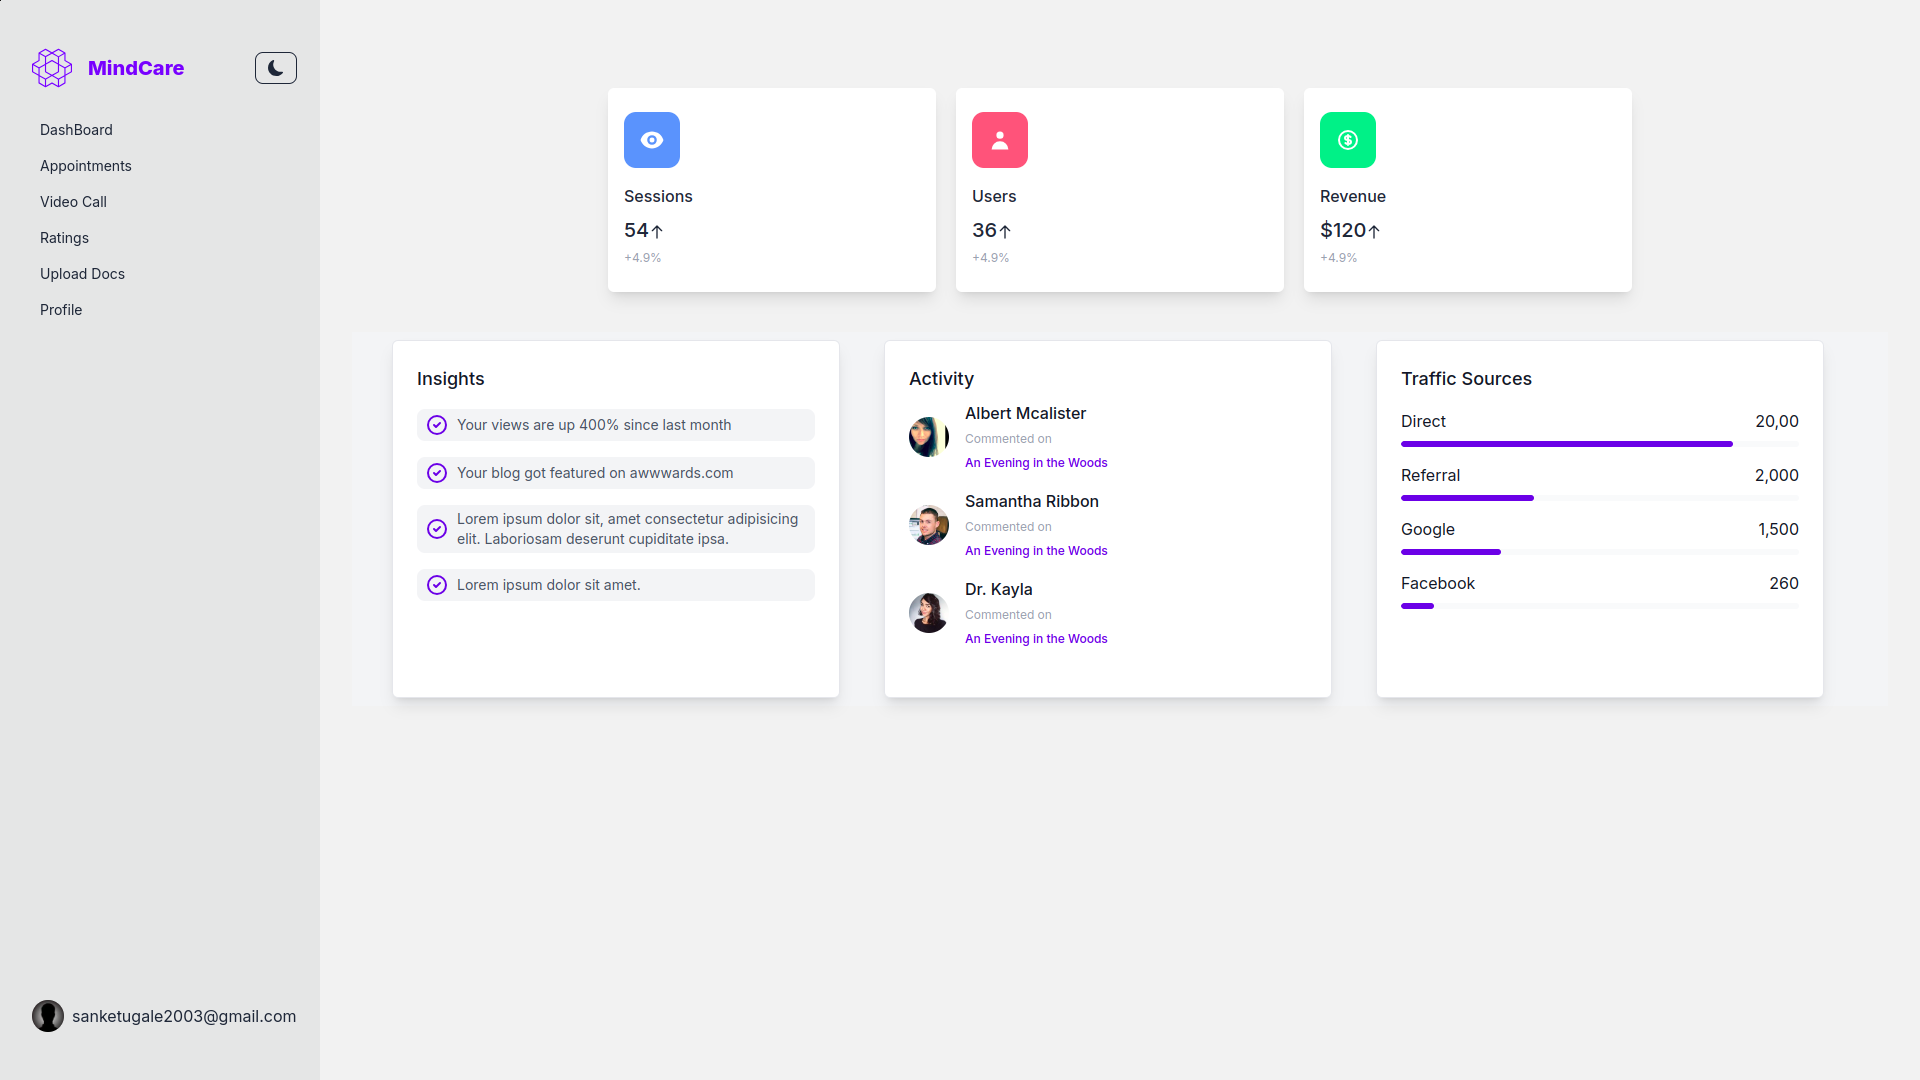 MindCare
DashBoard
Appointments
Video Call
Ratings
Upload Docs
Profile
sanketugale2003@gmail.com
Sessions
54↑
+4.9%
Users
36↑
+4.9%
Revenue
$120↑
+4.9%
Insights
Your views are up 400% since last month
Your blog got featured on awwwards.com
Lorem ipsum dolor sit, amet consectetur adipisicing
elit. Laboriosam deserunt cupiditate ipsa.
Lorem ipsum dolor sit amet.
Activity
Albert Mcalister
Commented on
An Evening in the Woods
Samantha Ribbon
Commented on
An Evening in the Woods
Dr. Kayla
Commented on
An Evening in the Woods
Traffic Sources
Direct 20,00
Referral 2,000
Google 1,500
Facebook 260